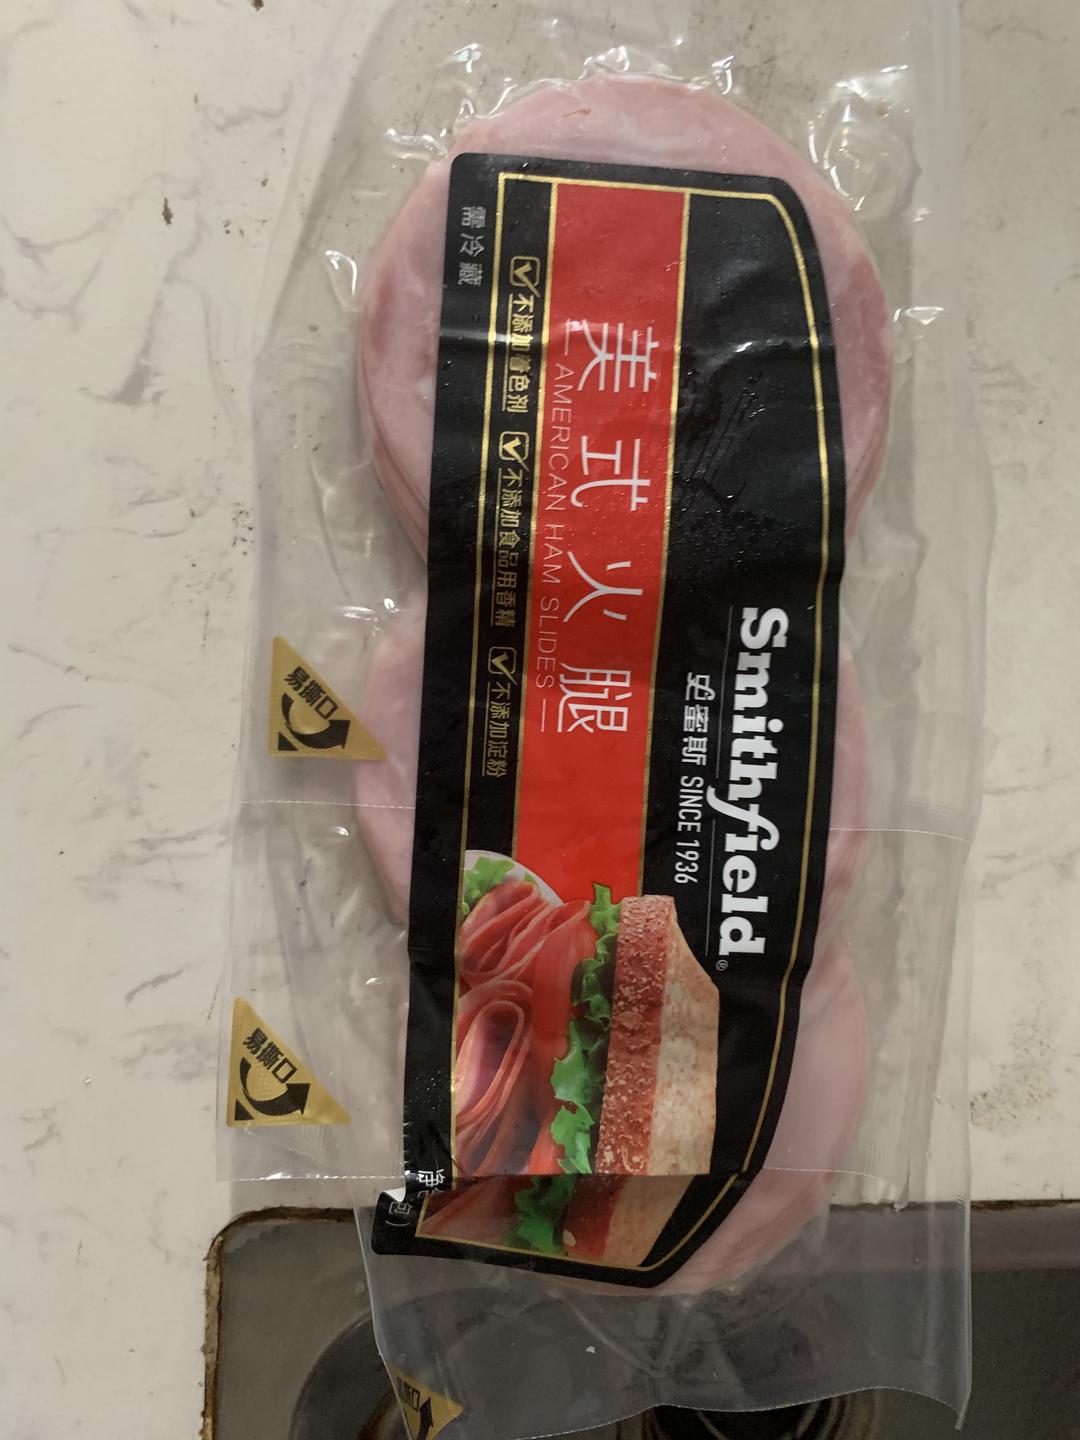 Smithfield®
史蜜斯 SINCE 1936
美式火腿
AMERICAN HAM SLIDES
不添加着色剂 不添加食品用香精 不添加淀粉
需冷藏
易撕口
易撕口